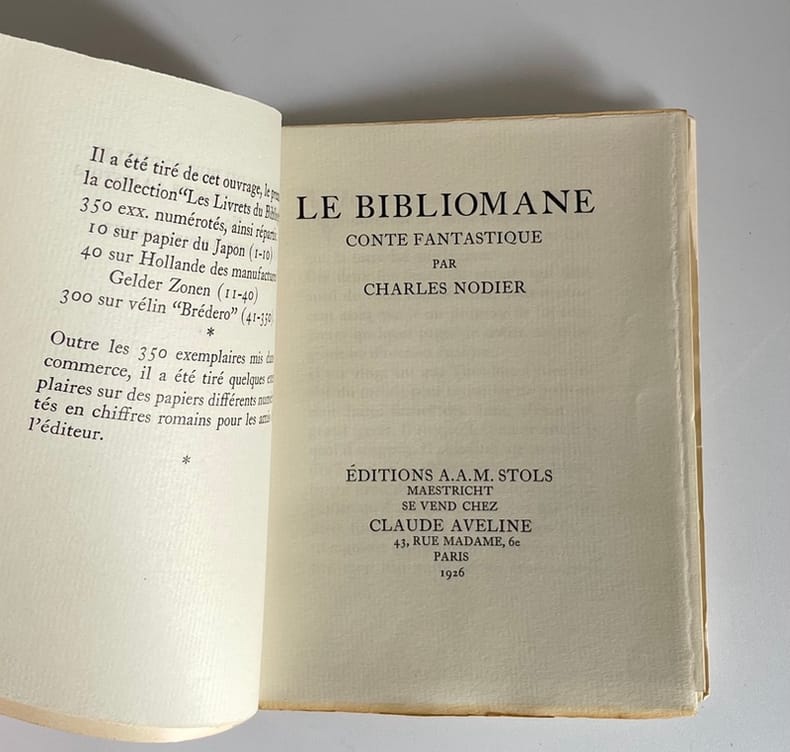 Il a été tiré de cet ouvrage, le
la collection “Les Livrets du
350 exx. numérotés, ainsi
10 sur papier du Japon (1-10)
40 sur Hollande des
Gelder Zonen (11-40)
300 sur vélin “Brédero” (41-350)
*
Outre les 350 exemplaires mis
commerce, il a été tiré quelques
plaires sur des papiers différents
tés en chiffres romains pour les
l'éditeur.
*
LE BIBLIOMANE
CONTE FANTASTIQUE
PAR
CHARLES NODIER
ÉDITIONS A.A.M. STOLS
MAESTRICHT
SE VEND CHEZ
CLAUDE AVELINE
43, RUE MADAME, 6e
PARIS
1926